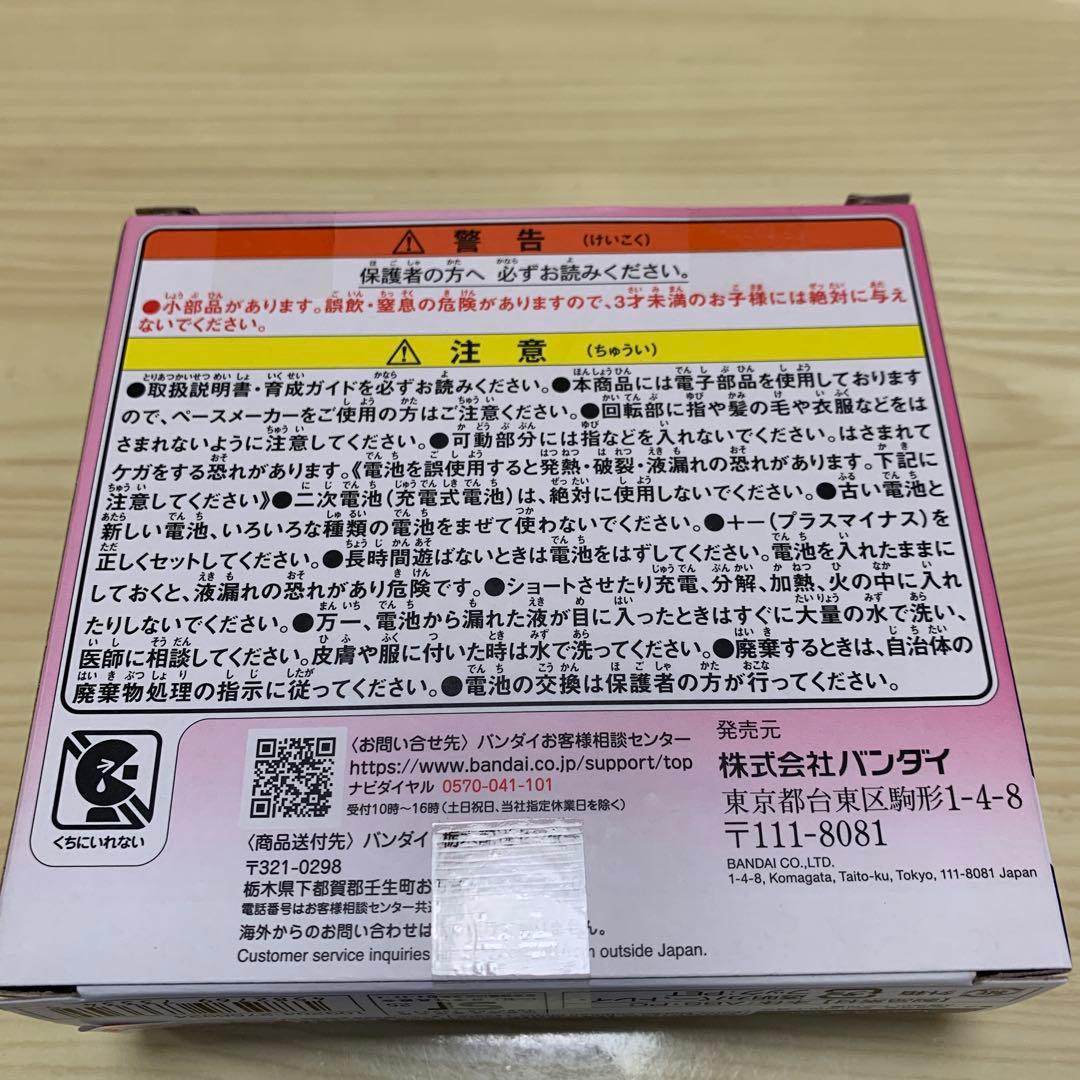 警告 (けいこく)
保護者の方へ 必ずお読みください。
●小部品があります。誤飲・窒息の危険がありますので、3才未満のお子様には絶対に与え
ないでください。
注意 (ちゅうい)
●取扱説明書・育成ガイドを必ずお読みください。●本商品には電子部品を使用しております
ので、ペースメーカーをご使用の方はご注意ください。●回転部に指や髪の毛や衣服などをは
さまれないように注意してください。●可動部分には指などを入れないでください。はさまれて
ケガをする恐れがあります。《電池を誤使用すると発熱・破裂・液漏れの恐れがあります。下記に
注意してください》●二次電池(充電式電池)は、絶対に使用しないでください。●古い電池と
新しい電池、いろいろな種類の電池をまぜて使わないでください。●+-(プラスマイナス)を
正しくセットしてください。●長時間遊ばないときは電池をはずしてください。電池を入れたままに
しておくと、液漏れの恐れがあり危険です。●ショートさせたり充電、分解、加熱、火の中に入れ
たりしないでください。●万一、電池から漏れた液が目に入ったときはすぐに大量の水で洗い、
医師に相談してください。皮膚や服に付いた時は水で洗ってください。●廃棄するときは、自治体の
廃棄物処理の指示に従ってください。●電池の交換は保護者の方が行ってください。
くちにいれない
〈お問い合せ先〉バンダイお客様相談センター
https://www.bandai.co.jp/support/top
ナビダイヤル 0570-041-101
受付10時〜16時(土日祝日、当社指定休業日を除く)
〈商品送付先〉バンダイ
〒321-0298
栃木県下都賀郡壬生町お
電話番号はお客様相談センター共通
海外からのお問い合わせは
Customer service inquiries
outside Japan.
発売元
株式会社バンダイ
東京都台東区駒形1-4-8
〒111-8081
BANDAI CO.,LTD.
1-4-8, Komagata, Taito-ku, Tokyo, 111-8081 Japan